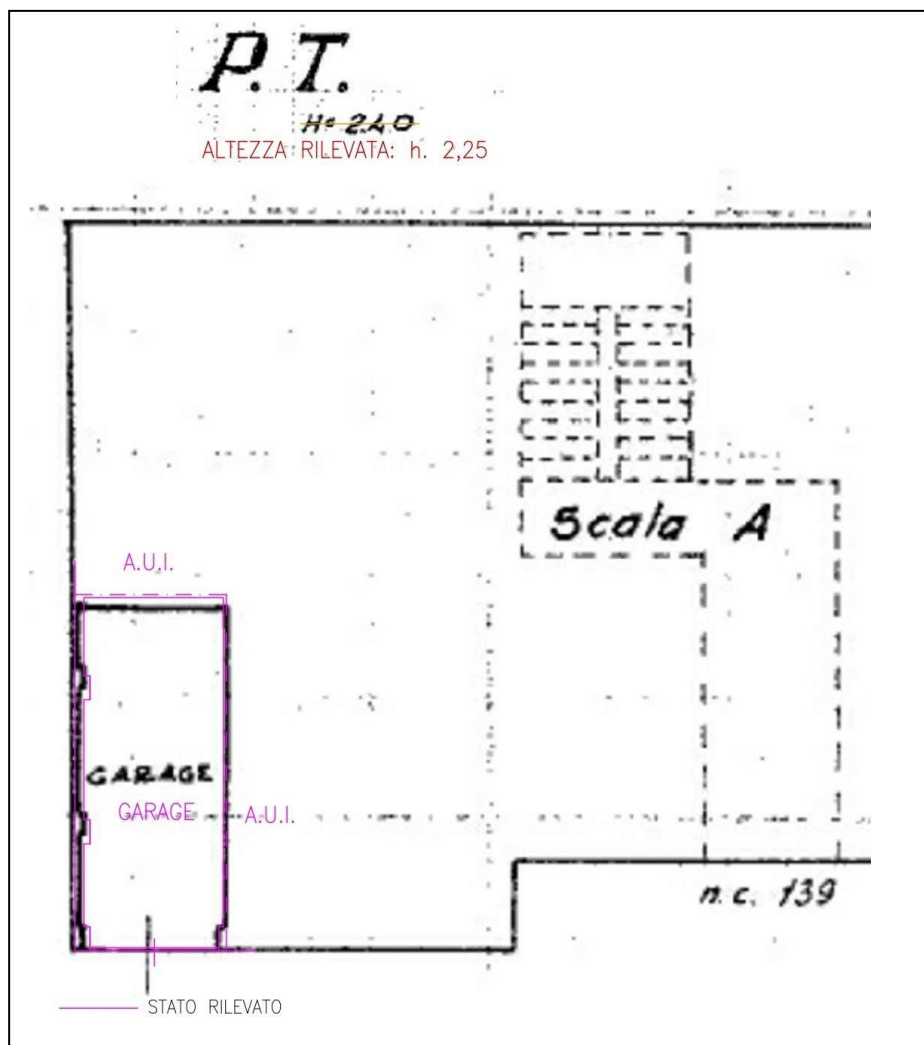 P. T.
H= 2.40
ALTEZZA RILEVATA: h. 2,25
Scala A
A.U.I.
GARAGE
GARAGE
A.U.I.
n.c. 139
STATO RILEVATO